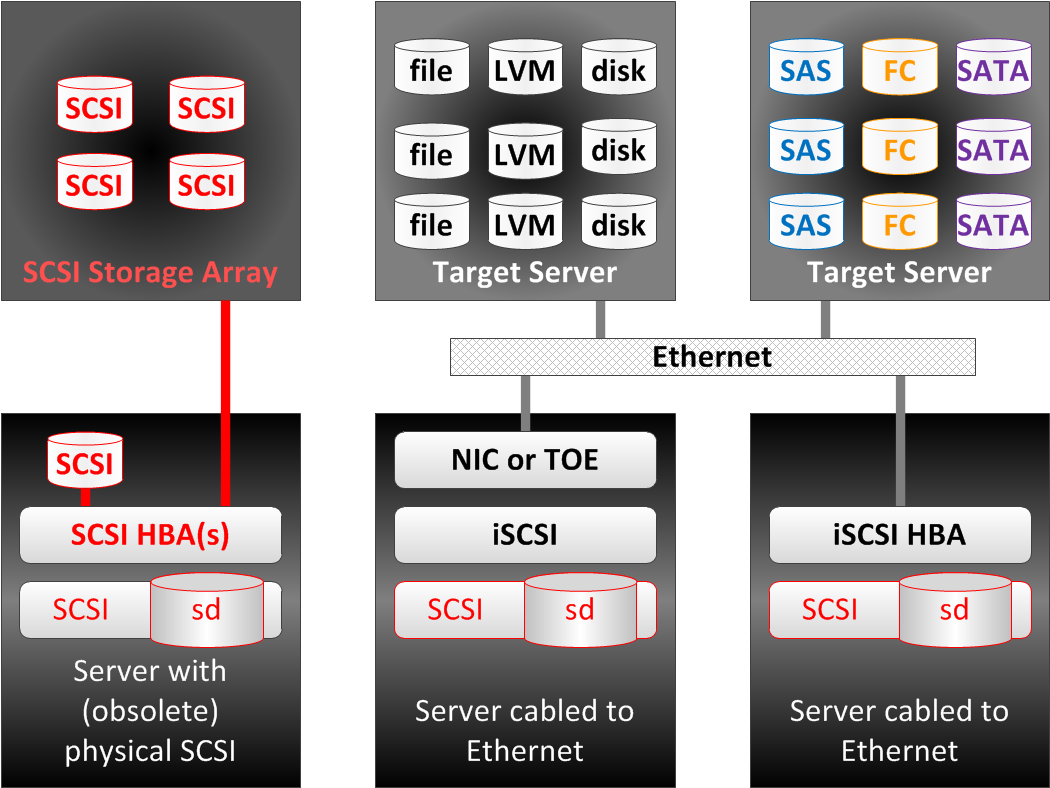 SCSI SCSI
SCSI SCSI
SCSI Storage Array
file LVM disk
file LVM disk
file LVM disk
Target Server
SAS FC SATA
SAS FC SATA
SAS FC SATA
Target Server
Ethernet
SCSI
SCSI HBA(s)
SCSI sd
Server with
(obsolete)
physical SCSI
NIC or TOE
iSCSI
SCSI sd
Server cabled to
Ethernet
iSCSI HBA
SCSI sd
Server cabled to
Ethernet